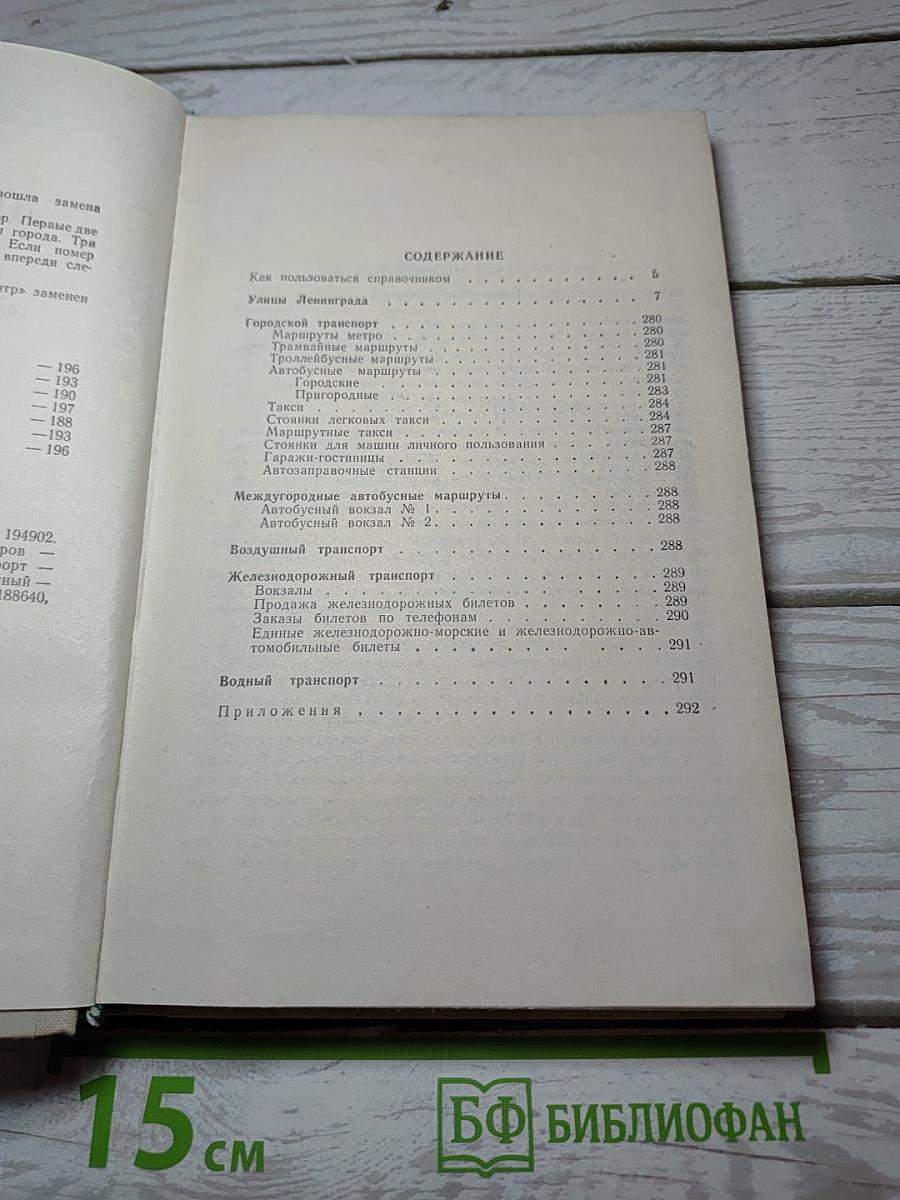 зошла замена
ор. Первые две
и города. Три
Если номер
впереди сле-
нтр» заменен
— 196
— 193
— 190
— 197
— 188
—193
— 196
194902.
ров —
орт —
ный —
188640,
СОДЕРЖАНИЕ
Как пользоваться справочником . . . . . . . . . . . 5
Улицы Ленинграда . . . . . . . . . . . . . . . 7
Городской транспорт . . . . . . . . . . . . . . 280
Маршруты метро . . . . . . . . . . . . . . 280
Трамвайные маршруты . . . . . . . . . . . . 280
Троллейбусные маршруты . . . . . . . . . . . 281
Автобусные маршруты . . . . . . . . . . . . 281
Городские . . . . . . . . . . . . . . 281
Пригородные . . . . . . . . . . . . . 283
Такси . . . . . . . . . . . . . . . . . 284
Стоянки легковых такси . . . . . . . . . . . 284
Маршрутные такси . . . . . . . . . . . . . 287
Стоянки для машин личного пользования . . . . . . 287
Гаражи-гостиницы . . . . . . . . . . . . . 287
Автозаправочные станции . . . . . . . . . . 288
Междугородные автобусные маршруты . . . . . . . . . 288
Автобусный вокзал № 1 . . . . . . . . . . . 288
Автобусный вокзал № 2 . . . . . . . . . . . 288
Воздушный транспорт . . . . . . . . . . . . . 288
Железнодорожный транспорт . . . . . . . . . . . 289
Вокзалы . . . . . . . . . . . . . . . . 289
Продажа железнодорожных билетов . . . . . . . . 289
Заказы билетов по телефонам . . . . . . . . . . 290
Единые железнодорожно-морские и железнодорожно-ав-
томобильные билеты . . . . . . . . . . . . 291
Водный транспорт . . . . . . . . . . . . . . . 291
Приложения . . . . . . . . . . . . . . . . . 292
15 см
БФ БИБЛИОФАН